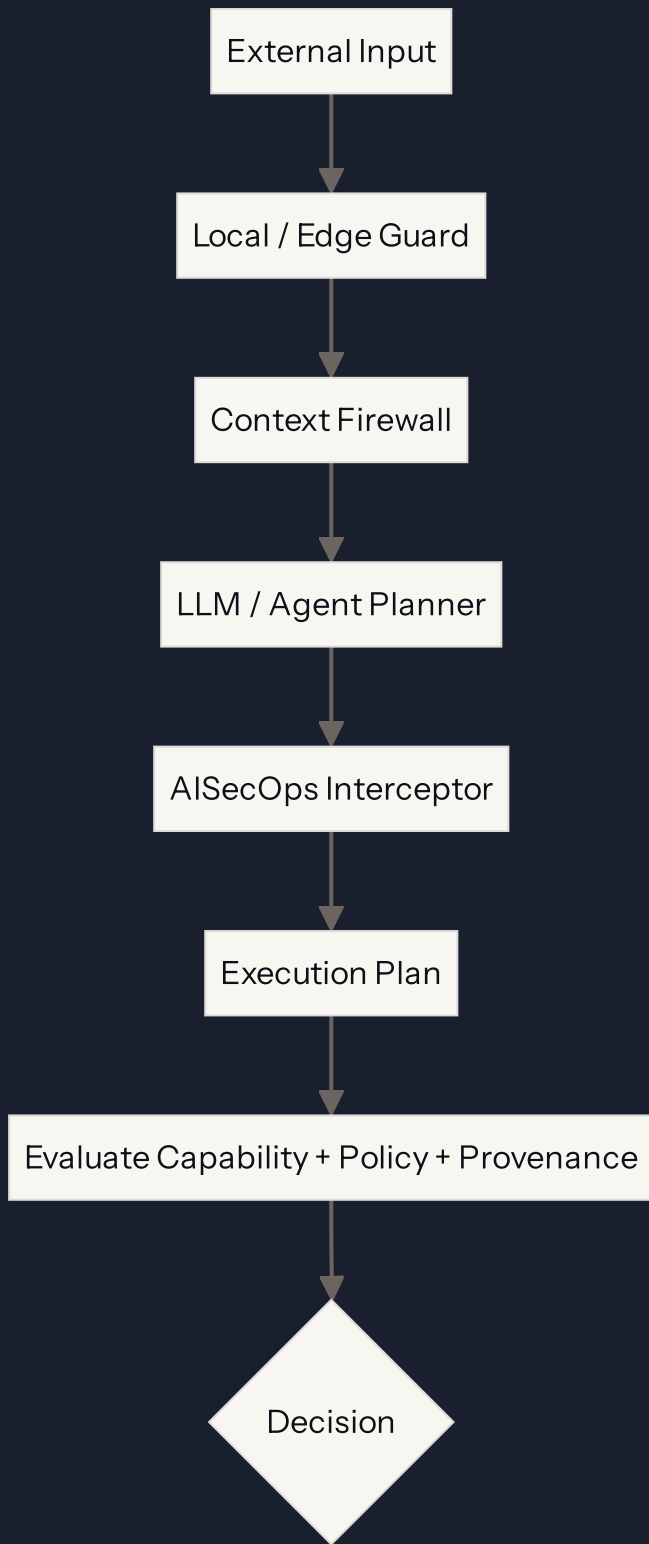 External Input
Local / Edge Guard
Context Firewall
LLM / Agent Planner
AISecOps Interceptor
Execution Plan
Evaluate Capability + Policy + Provenance
Decision